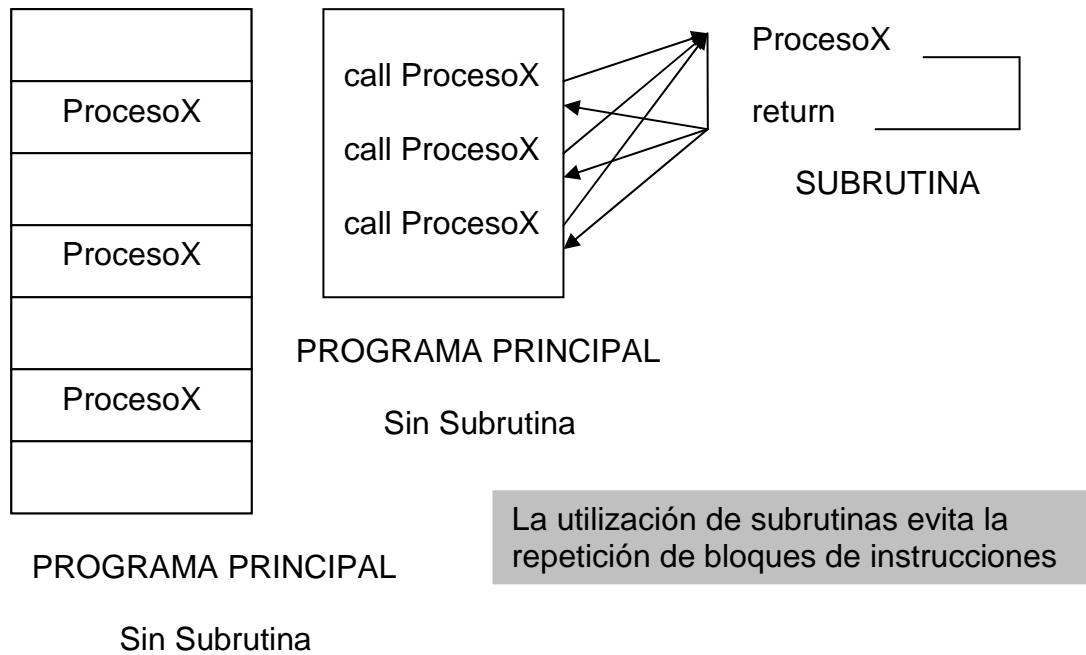 ProcesoX
ProcesoX
ProcesoX
PROGRAMA PRINCIPAL
Sin Subrutina
call ProcesoX
call ProcesoX
call ProcesoX
PROGRAMA PRINCIPAL
Sin Subrutina
ProcesoX
return
SUBRUTINA
La utilización de subrutinas evita la
repetición de bloques de instrucciones